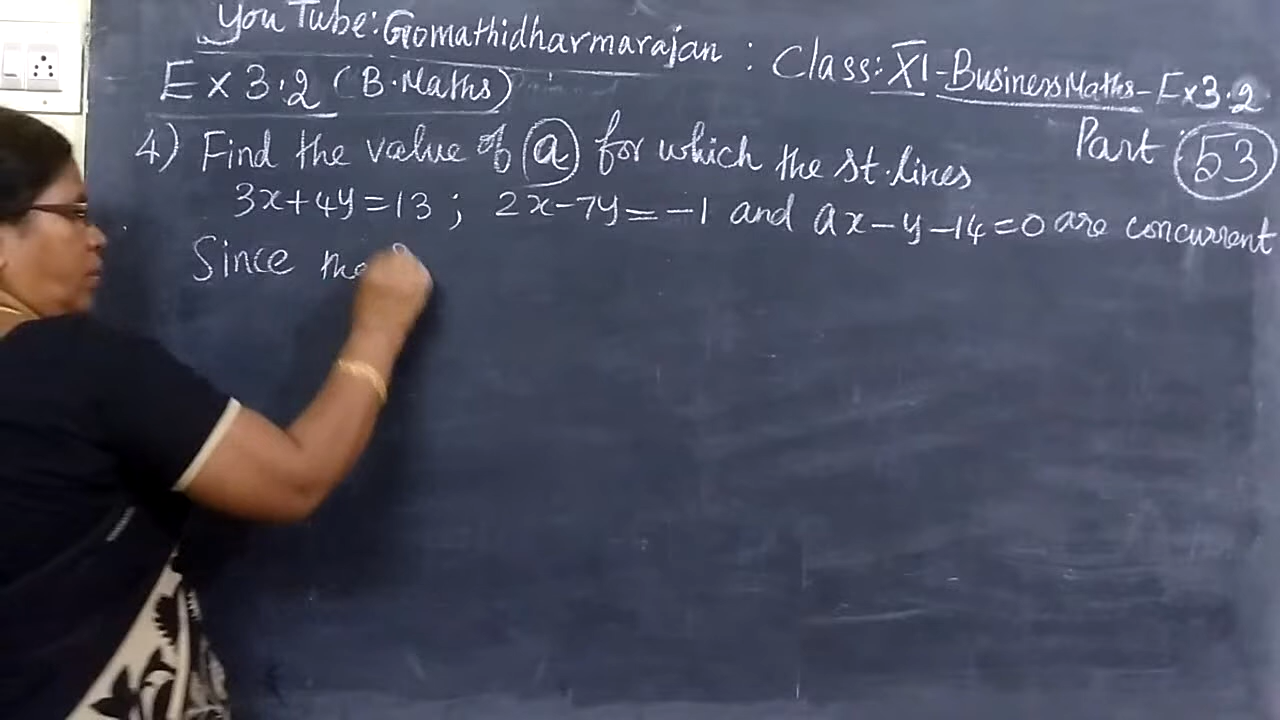 YouTube: Gomathidharmarajan : Class: XI - Business Maths - Ex 3.2
Ex 3.2 (B. Maths)
Part 53
4) Find the value of a for which the st. lines
3x+4y=13 ; 2x-7y=-1 and ax-y-14=0 are concurrent
Since the